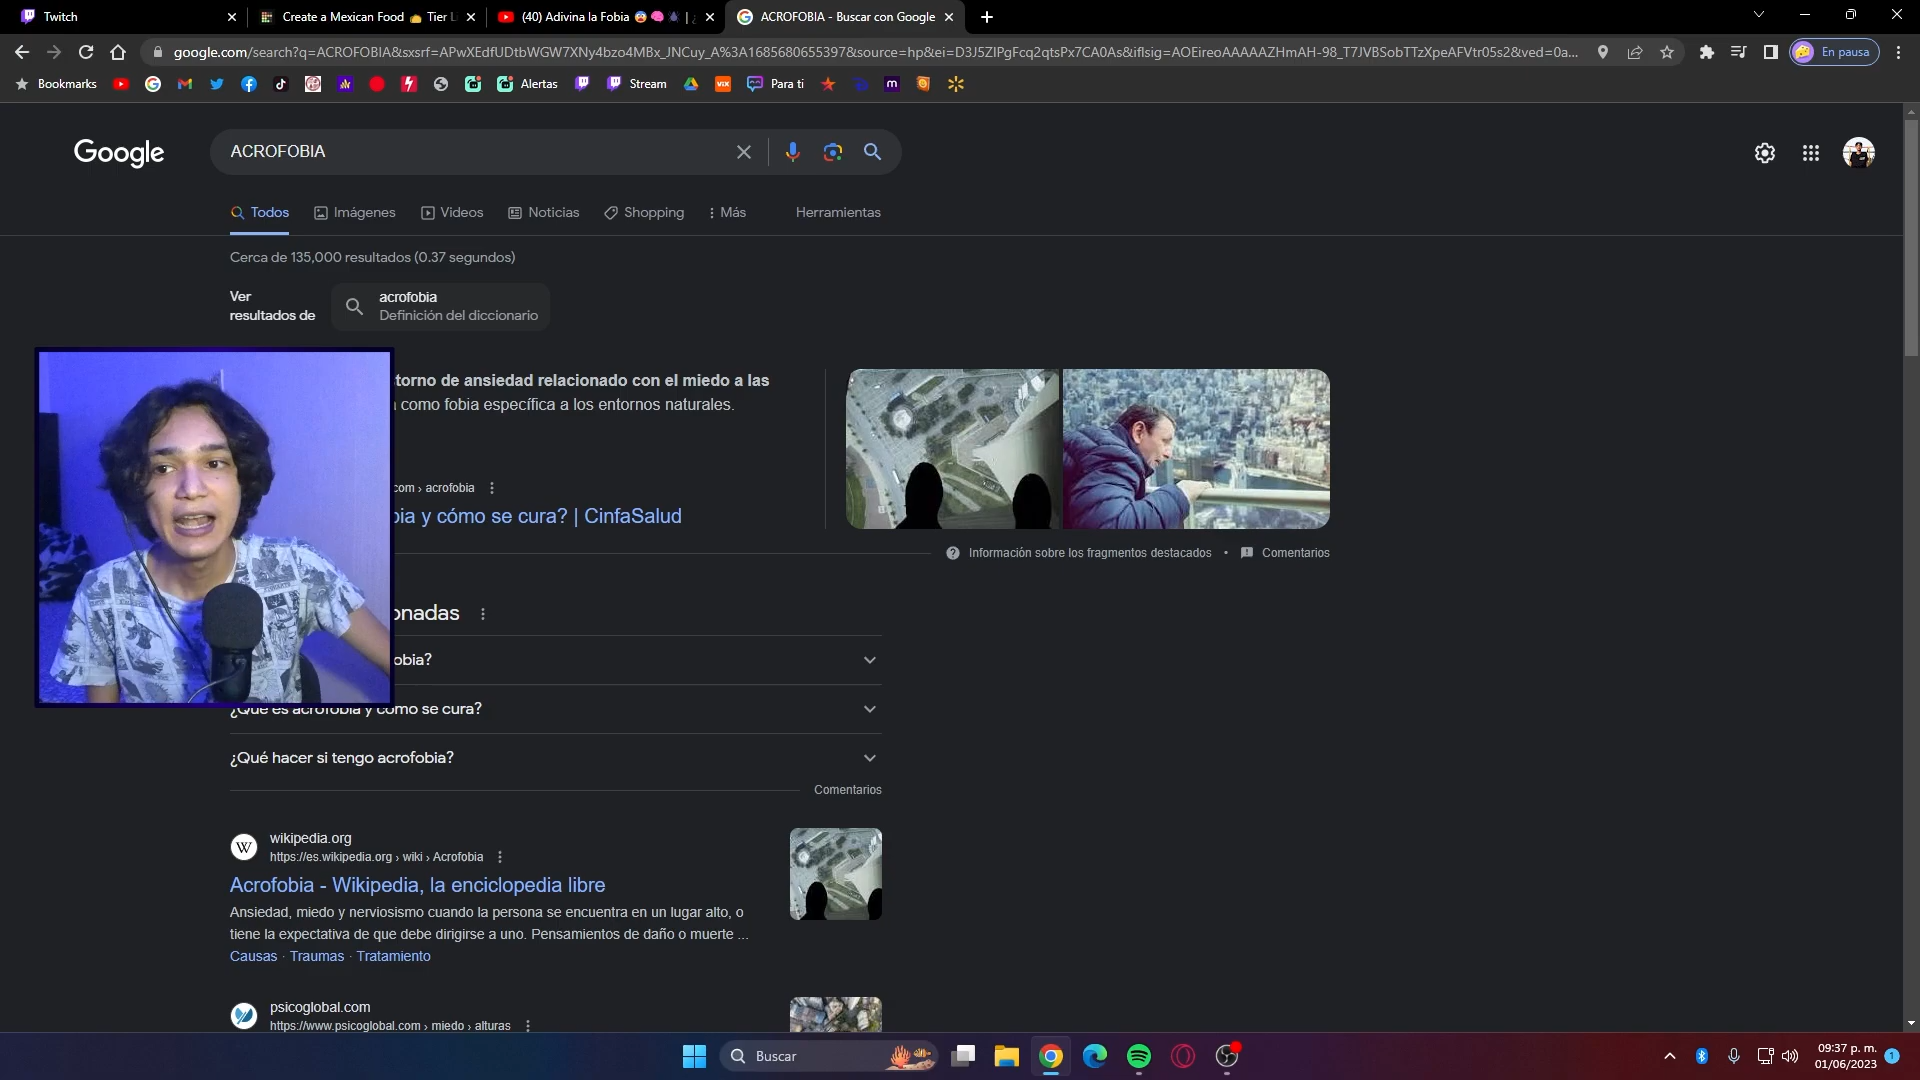 Twitch
Create a Mexican Food 🌮 Tier L
(40) Adivina la Fobia 😨🧠🕷️ | ¿
ACROFOBIA - Buscar con Google
google.com/search?q=ACROFOBIA&sxsrf=APwXEdfUDtbWGW7XNy4bzo4MBx_JNCuy_A%3A1685680655397&source=hp&ei=D3J5ZIPgFcq2qtsPx7CA0As&iflsig=AOEireoAAAAAZHmAH-98_T7JVBSobTTzXpeAFVtr05s2&ved=0a...
En pausa
Bookmarks
Alertas
Stream
Para ti
Google
ACROFOBIA
Todos
Imágenes
Videos
Noticias
Shopping
Más
Herramientas
Cerca de 135,000 resultados (0.37 segundos)
Ver
resultados de
acrofobia
Definición del diccionario
torno de ansiedad relacionado con el miedo a las
como fobia específica a los entornos naturales.
com › acrofobia
bia y cómo se cura? | CinfaSalud
Información sobre los fragmentos destacados
Comentarios
onadas
obia?
¿Qué es acrofobia y cómo se cura?
¿Qué hacer si tengo acrofobia?
Comentarios
wikipedia.org
https://es.wikipedia.org › wiki › Acrofobia
Acrofobia - Wikipedia, la enciclopedia libre
Ansiedad, miedo y nerviosismo cuando la persona se encuentra en un lugar alto, o
tiene la expectativa de que debe dirigirse a uno. Pensamientos de daño o muerte ...
Causas · Traumas · Tratamiento
psicoglobal.com
https://www.psicoglobal.com › miedo › alturas
Buscar
09:37 p. m.
01/06/2023
1